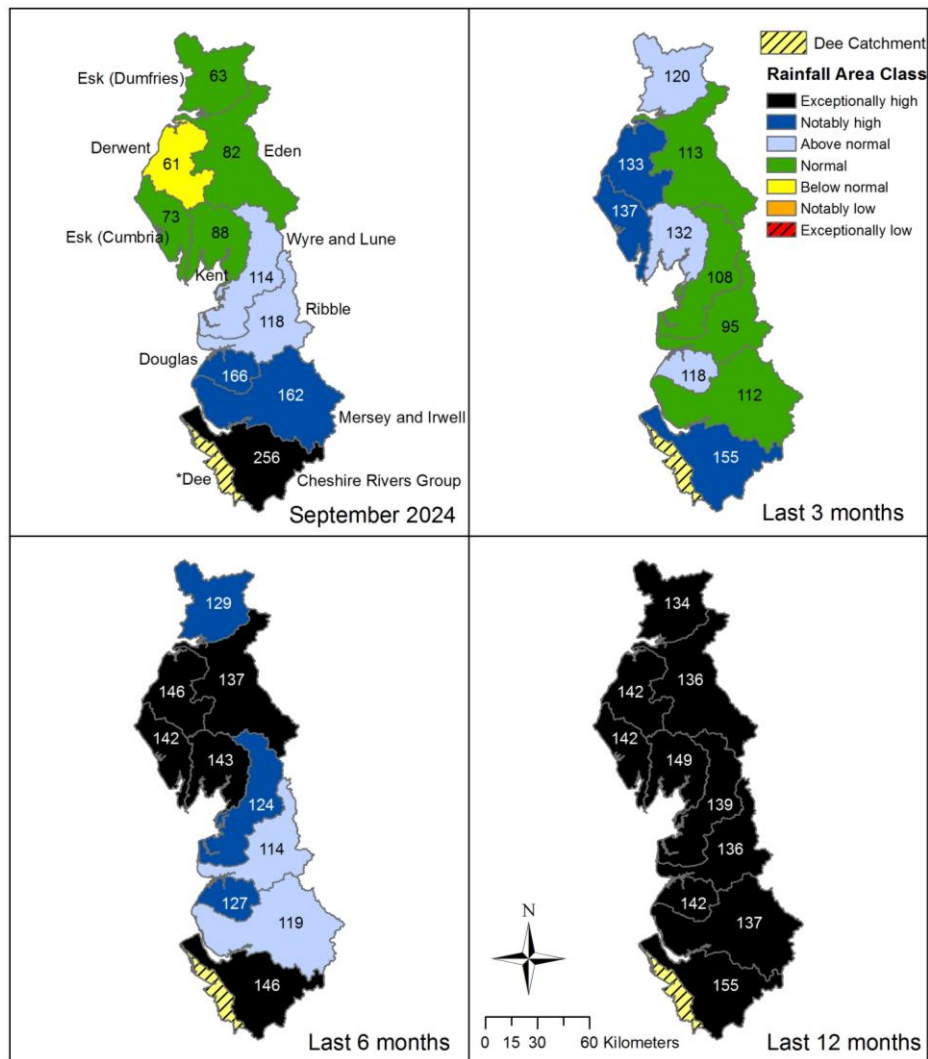 63
Esk (Dumfries)
Derwent
61
82
Eden
73
Esk (Cumbria)
88
Kent
Wyre and Lune
114
118
Ribble
Douglas
166
162
Mersey and Irwell
256
*Dee
Cheshire Rivers Group
September 2024
Dee Catchment
Rainfall Area Class
Exceptionally high
Notably high
Above normal
Normal
Below normal
Notably low
Exceptionally low
120
133
113
137
132
108
95
118
112
155
Last 3 months
129
146
137
142
143
124
114
127
119
146
Last 6 months
134
142
136
142
149
139
136
142
137
155
N
0 15 30 60 Kilometers
Last 12 months